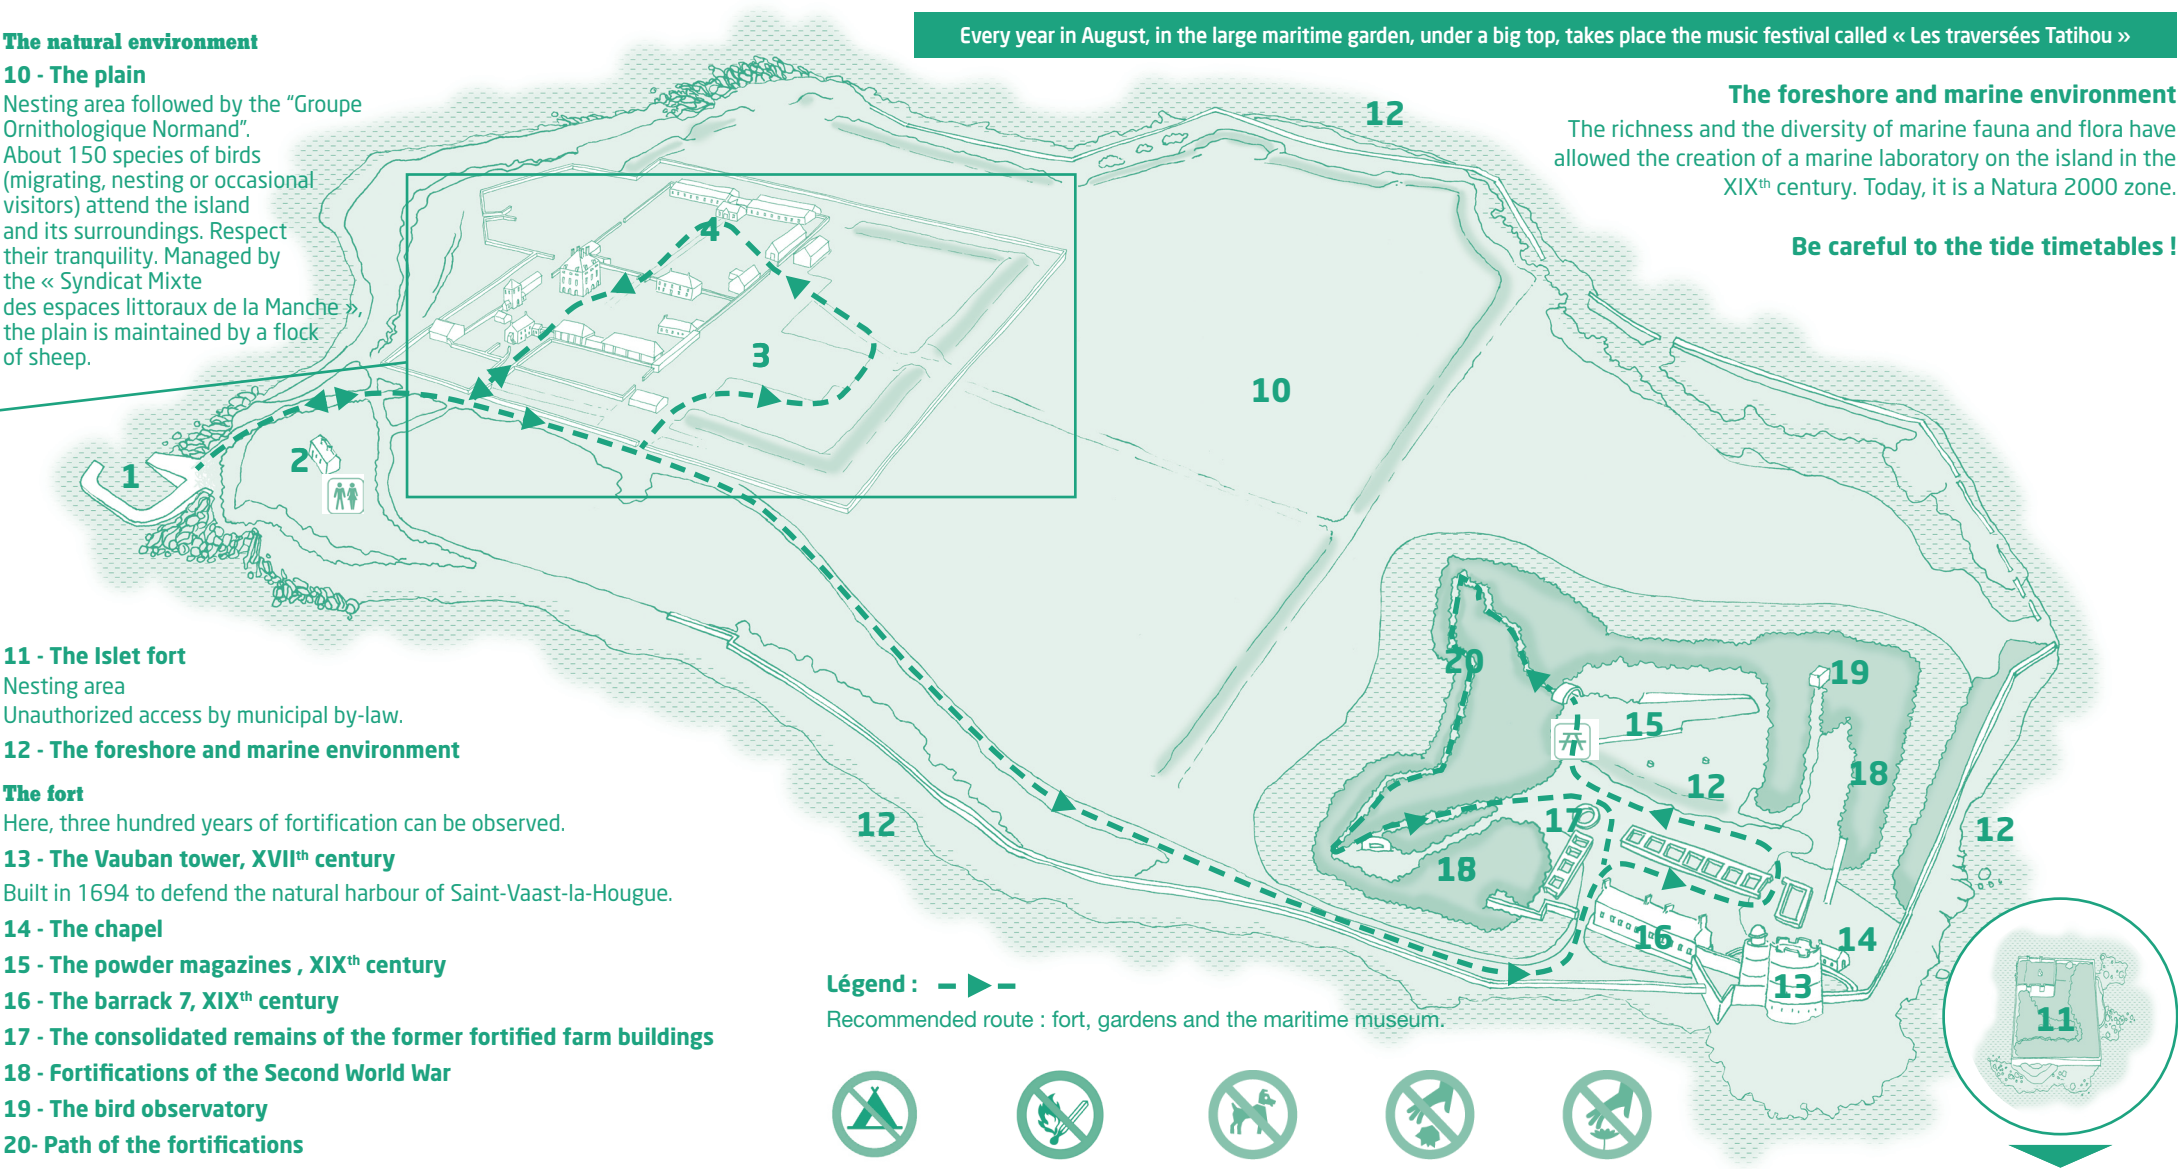 Every year in August, in the large maritime garden, under a big top, takes place the music festival called « Les traversées Tatihou »
The natural environment
10 - The plain
Nesting area followed by the “Groupe
Ornithologique Normand”.
About 150 species of birds
(migrating, nesting or occasional
visitors) attend the island
and its surroundings. Respect
their tranquility. Managed by
the « Syndicat Mixte
des espaces littoraux de la Manche »,
the plain is maintained by a flock
of sheep.
The foreshore and marine environment
The richness and the diversity of marine fauna and flora have
allowed the creation of a marine laboratory on the island in the
XIXth century. Today, it is a Natura 2000 zone.
Be careful to the tide timetables !
12
4
3
10
2
1
20
19
15
18
12
12
17
12
18
16
14
13
11
11 - The Islet fort
Nesting area
Unauthorized access by municipal by-law.
12 - The foreshore and marine environment
The fort
Here, three hundred years of fortification can be observed.
13 - The Vauban tower, XVIIth century
Built in 1694 to defend the natural harbour of Saint-Vaast-la-Hougue.
14 - The chapel
15 - The powder magazines , XIXth century
16 - The barrack 7, XIXth century
17 - The consolidated remains of the former fortified farm buildings
18 - Fortifications of the Second World War
19 - The bird observatory
20- Path of the fortifications
Légend :
Recommended route : fort, gardens and the maritime museum.